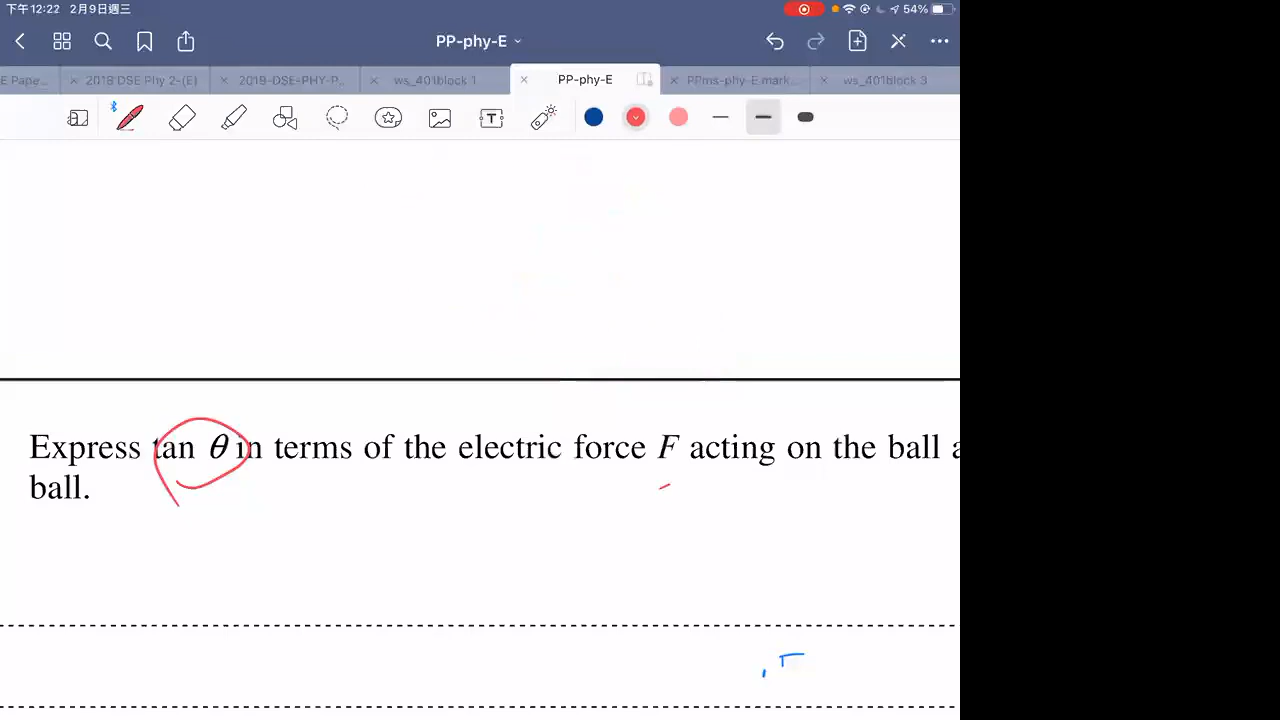 下午12:22 2月9日週三
54%
PP-phy-E
E Pape...
2018 DSE Phy 2-(E)
2019-DSE-PHY-P...
ws_401block 1
PP-phy-E
PPms-phy-E mark...
ws_401block 3
T
Express tan θ in terms of the electric force F acting on the ball a
ball.